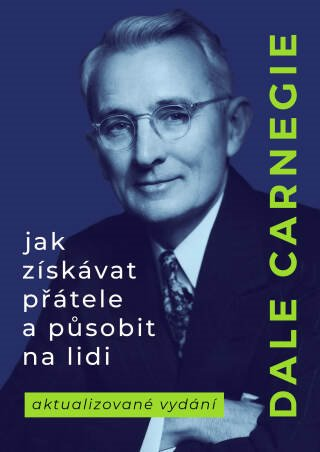 DALE CARNEGIE
jak
získávat
přátele
a působit
na lidi
aktualizované vydání